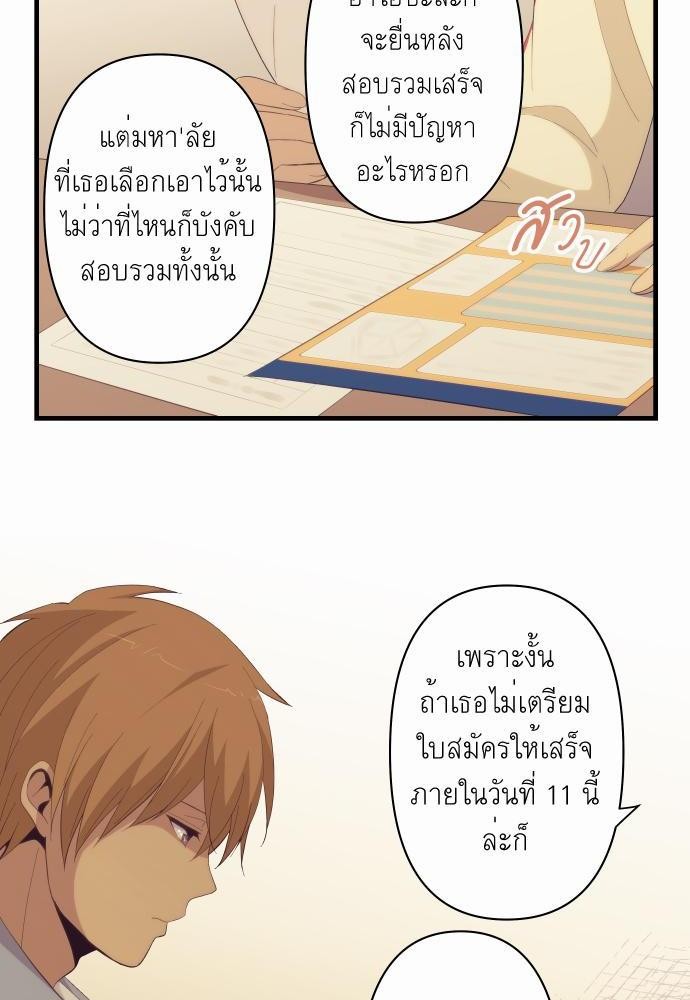 จะยื่นหลัง
สอบรวมเสร็จ
ก็ไม่มีปัญหา
อะไรหรอก
แต่มหา'ลัย
ที่เธอเลือกเอาไว้นั้น
ไม่ว่าที่ไหนก็บังคับ
สอบรวมทั้งนั้น
สวบ
เพราะงั้น
ถ้าเธอไม่เตรียม
ใบสมัครให้เสร็จ
ภายในวันที่ 11 นี้
ล่ะก็